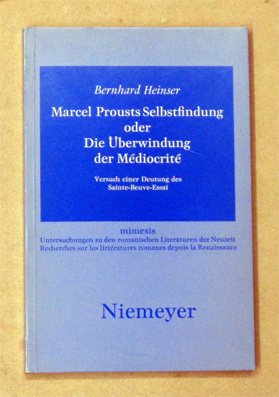 Bernhard Heinser
Marcel Prousts Selbstfindung
oder
Die Überwindung
der Médiocrité
Versuch einer Deutung des
Sainte-Beuve-Essai
mimesis
Untersuchungen zu den romanischen Literaturen der Neuzeit
Recherches sur les littératures romanes depuis la Renaissance
Niemeyer